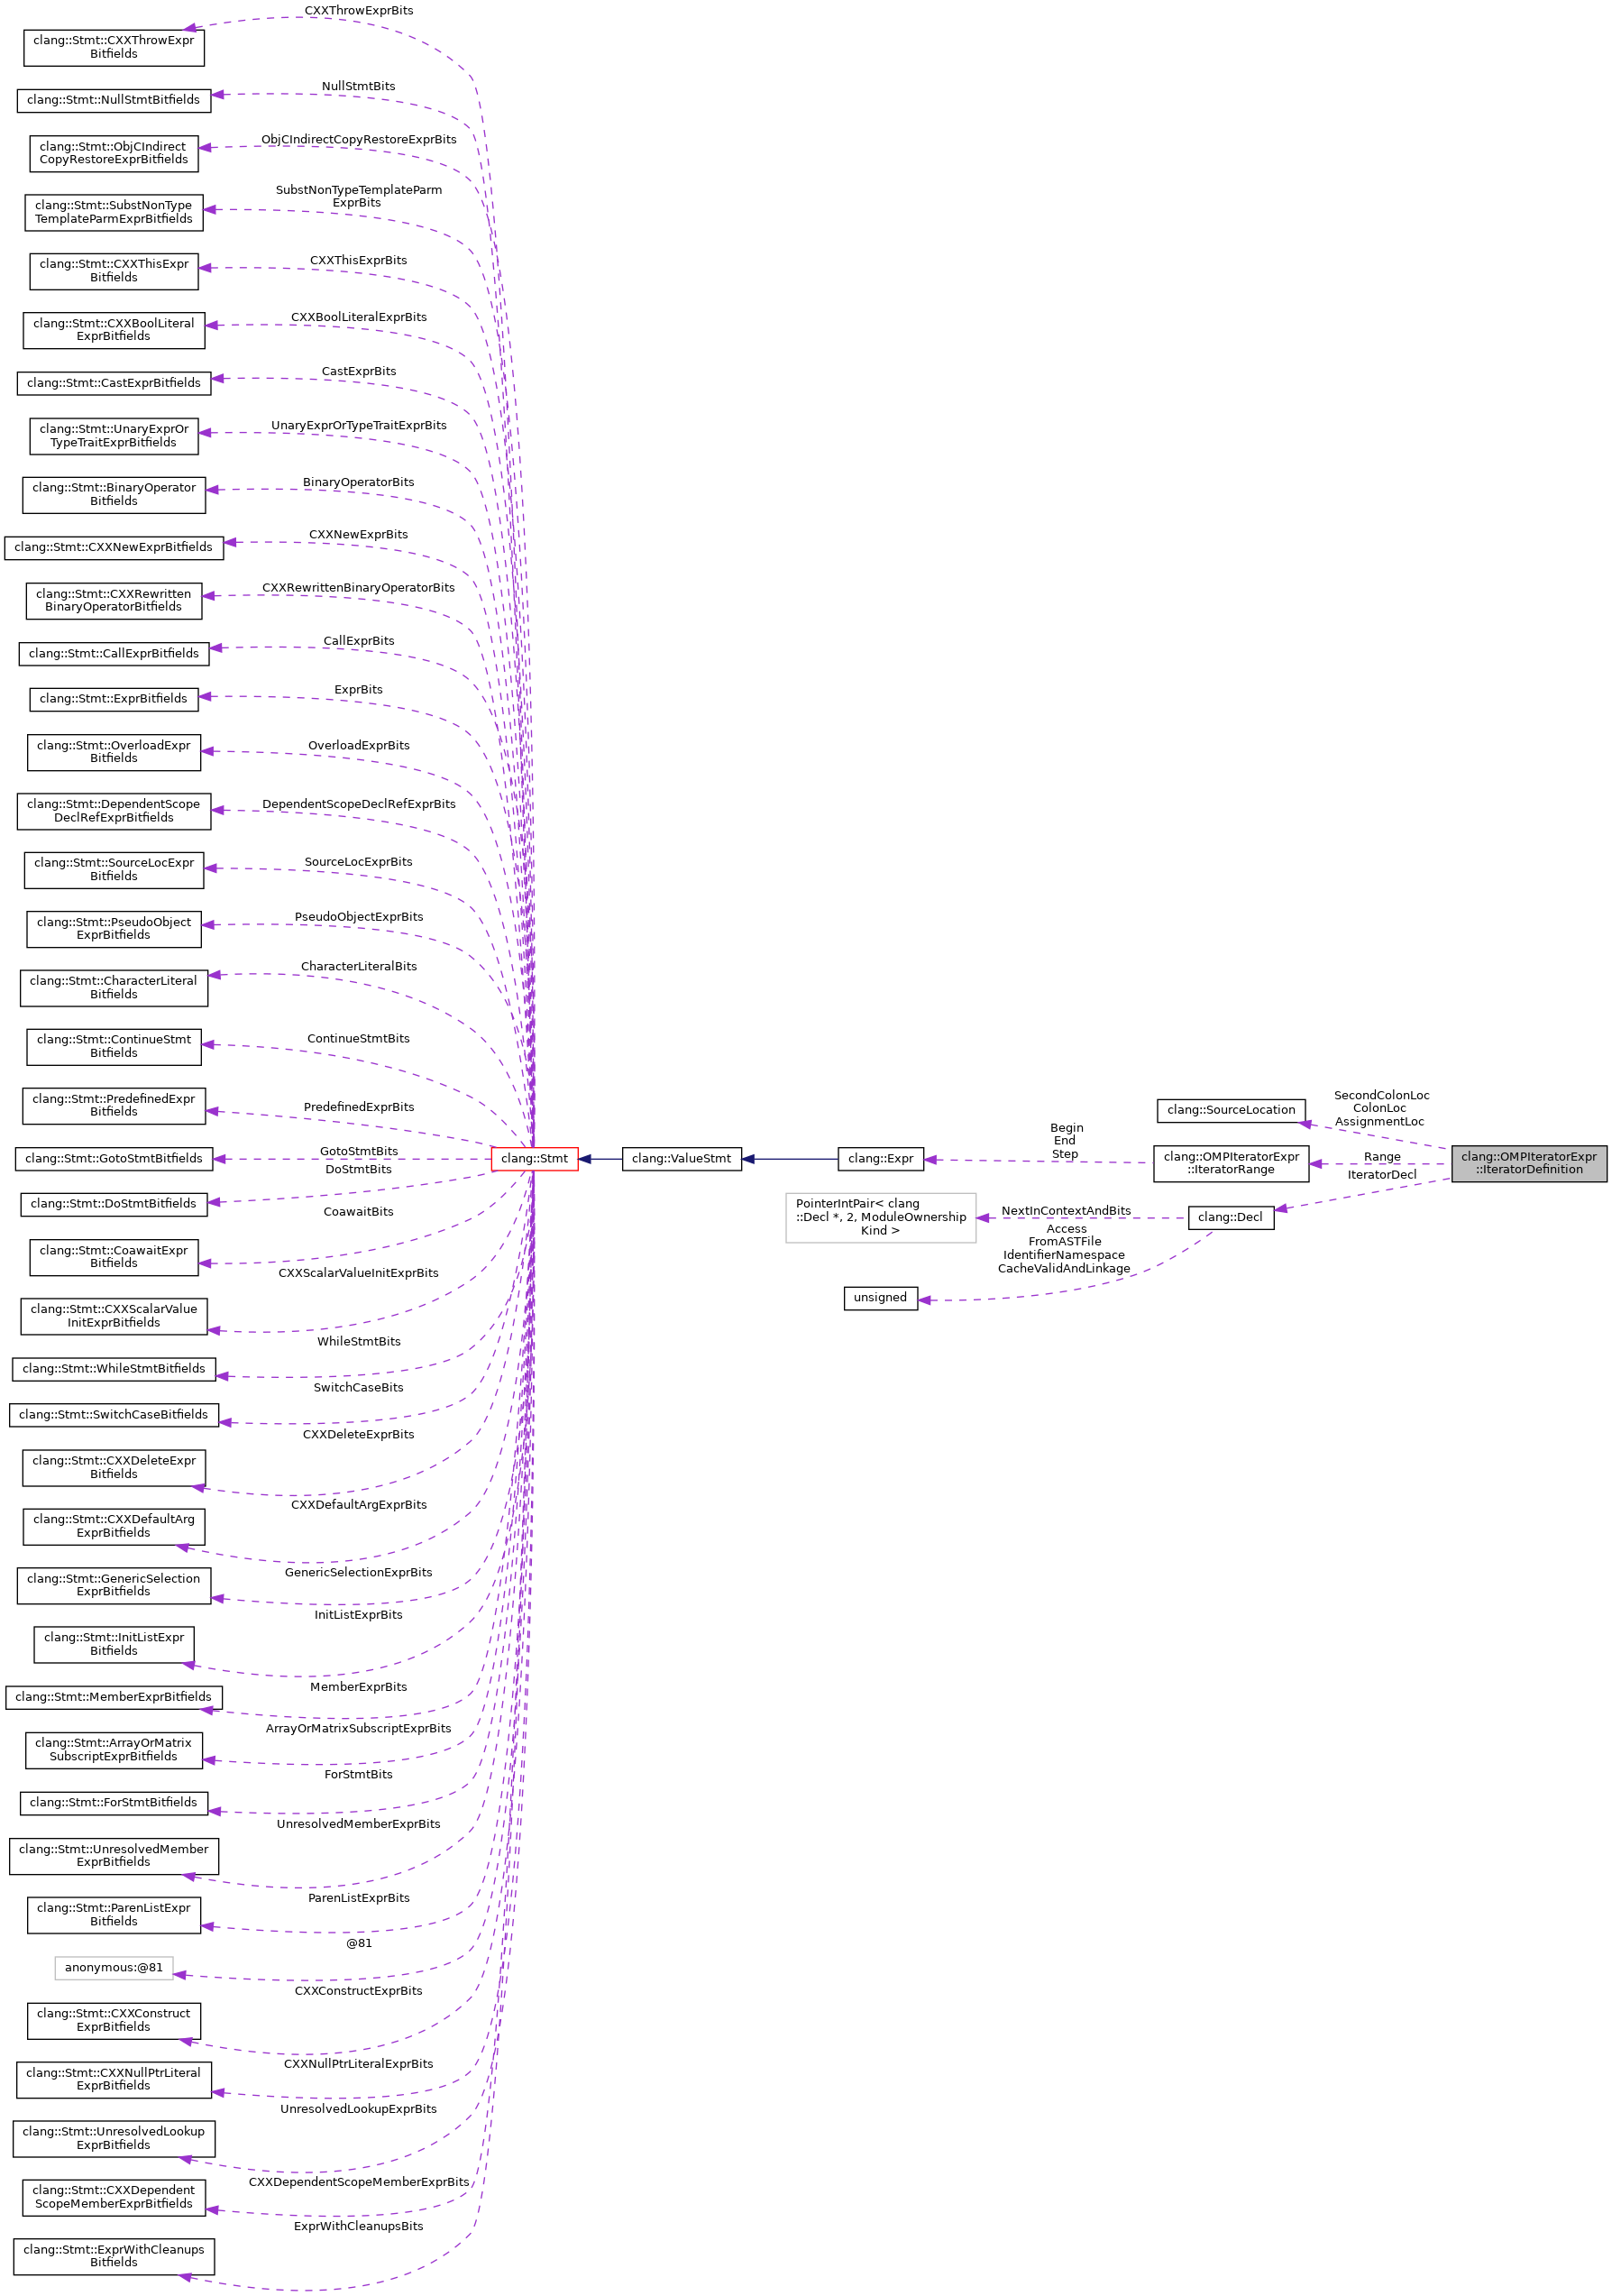 CXXThrowExprBits
clang::Stmt::CXXThrowExpr
Bitfields
NullStmtBits
clang::Stmt::NullStmtBitfields
ObjCIndirectCopyRestoreExprBits
clang::Stmt::ObjCIndirect
CopyRestoreExprBitfields
SubstNonTypeTemplateParm
ExprBits
clang::Stmt::SubstNonType
TemplateParmExprBitfields
CXXThisExprBits
clang::Stmt::CXXThisExpr
Bitfields
CXXBoolLiteralExprBits
clang::Stmt::CXXBoolLiteral
ExprBitfields
CastExprBits
clang::Stmt::CastExprBitfields
UnaryExprOrTypeTraitExprBits
clang::Stmt::UnaryExprOr
TypeTraitExprBitfields
BinaryOperatorBits
clang::Stmt::BinaryOperator
Bitfields
CXXNewExprBits
clang::Stmt::CXXNewExprBitfields
CXXRewrittenBinaryOperatorBits
clang::Stmt::CXXRewritten
BinaryOperatorBitfields
CallExprBits
clang::Stmt::CallExprBitfields
ExprBits
clang::Stmt::ExprBitfields
OverloadExprBits
clang::Stmt::OverloadExpr
Bitfields
DependentScopeDeclRefExprBits
clang::Stmt::DependentScope
DeclRefExprBitfields
SourceLocExprBits
clang::Stmt::SourceLocExpr
Bitfields
PseudoObjectExprBits
clang::Stmt::PseudoObject
ExprBitfields
CharacterLiteralBits
clang::Stmt::CharacterLiteral
Bitfields
ContinueStmtBits
clang::Stmt::ContinueStmt
Bitfields
PredefinedExprBits
clang::Stmt::PredefinedExpr
Bitfields
GotoStmtBits
clang::Stmt::GotoStmtBitfields
DoStmtBits
clang::Stmt::DoStmtBitfields
CoawaitBits
clang::Stmt::CoawaitExpr
Bitfields
CXXScalarValueInitExprBits
clang::Stmt::CXXScalarValue
InitExprBitfields
WhileStmtBits
clang::Stmt::WhileStmtBitfields
SwitchCaseBits
clang::Stmt::SwitchCaseBitfields
CXXDeleteExprBits
clang::Stmt::CXXDeleteExpr
Bitfields
CXXDefaultArgExprBits
clang::Stmt::CXXDefaultArg
ExprBitfields
GenericSelectionExprBits
clang::Stmt::GenericSelection
ExprBitfields
InitListExprBits
clang::Stmt::InitListExpr
Bitfields
MemberExprBits
clang::Stmt::MemberExprBitfields
ArrayOrMatrixSubscriptExprBits
clang::Stmt::ArrayOrMatrix
SubscriptExprBitfields
ForStmtBits
clang::Stmt::ForStmtBitfields
UnresolvedMemberExprBits
clang::Stmt::UnresolvedMember
ExprBitfields
ParenListExprBits
clang::Stmt::ParenListExpr
Bitfields
@81
anonymous:@81
CXXConstructExprBits
clang::Stmt::CXXConstruct
ExprBitfields
CXXNullPtrLiteralExprBits
clang::Stmt::CXXNullPtrLiteral
ExprBitfields
UnresolvedLookupExprBits
clang::Stmt::UnresolvedLookup
ExprBitfields
CXXDependentScopeMemberExprBits
clang::Stmt::CXXDependent
ScopeMemberExprBitfields
ExprWithCleanupsBits
clang::Stmt::ExprWithCleanups
Bitfields
clang::Stmt
clang::ValueStmt
clang::Expr
Begin
End
Step
clang::SourceLocation
SecondColonLoc
ColonLoc
AssignmentLoc
clang::OMPIteratorExpr
::IteratorRange
Range
IteratorDecl
clang::OMPIteratorExpr
::IteratorDefinition
PointerIntPair< clang
::Decl *, 2, ModuleOwnership
Kind >
NextInContextAndBits
clang::Decl
Access
FromASTFile
IdentifierNamespace
CacheValidAndLinkage
unsigned